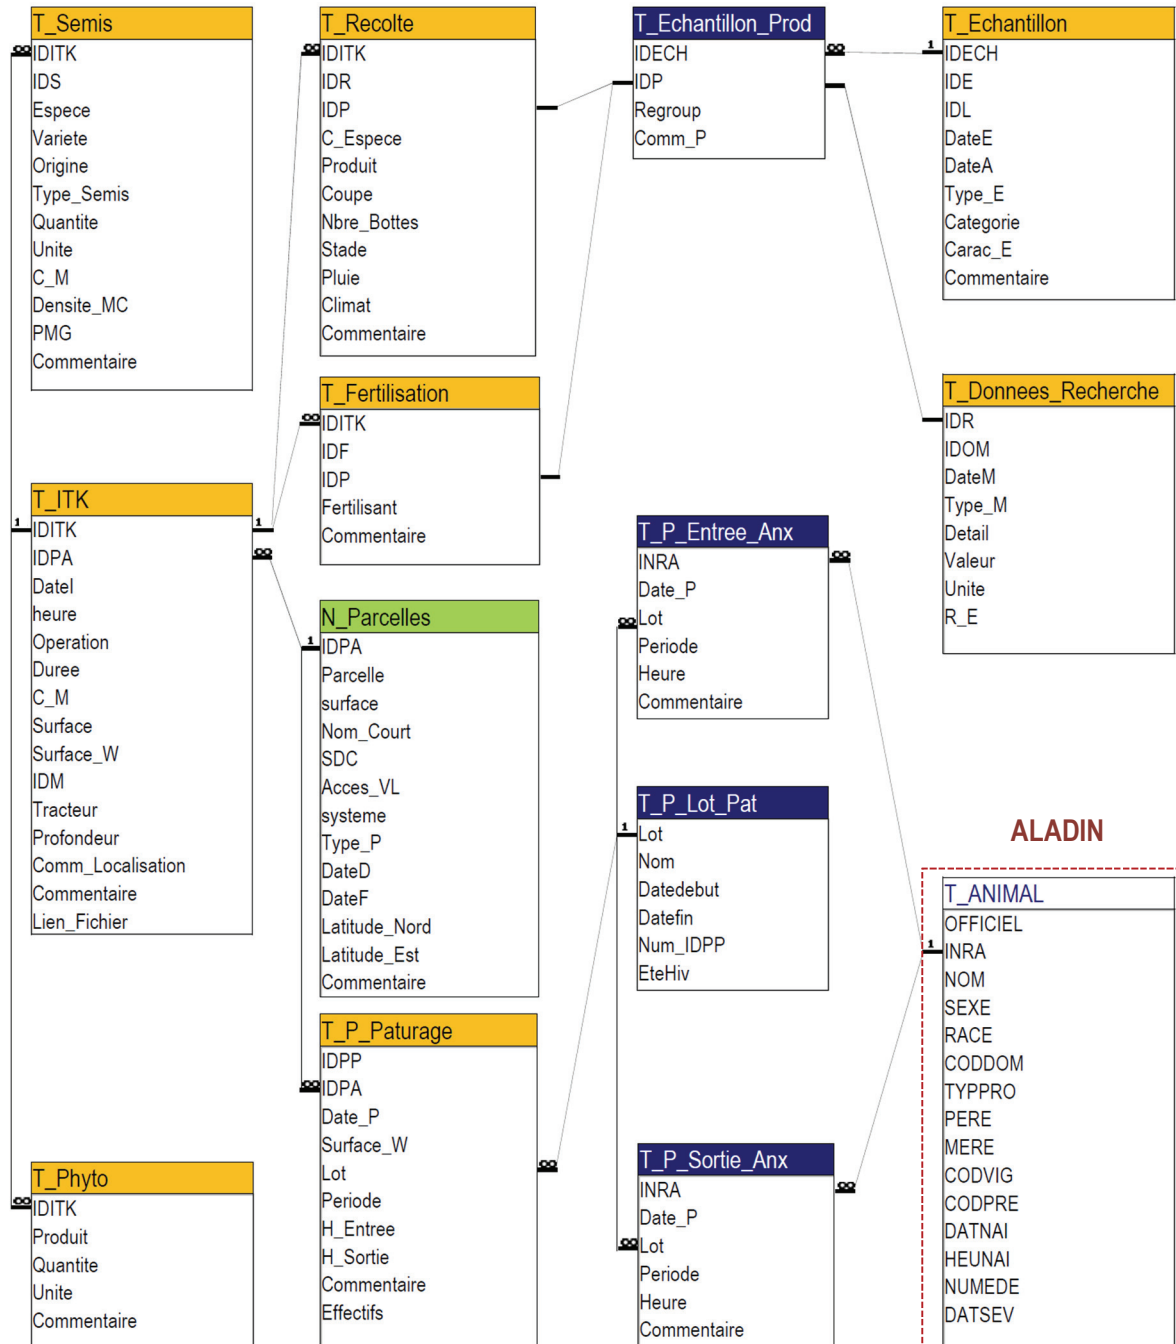 T_Semis
IDITK
IDS
Espece
Variete
Origine
Type_Semis
Quantite
Unite
C_M
Densite_MC
PMG
Commentaire
T_ITK
IDITK
IDPA
DateI
heure
Operation
Duree
C_M
Surface
Surface_W
IDM
Tracteur
Profondeur
Comm_Localisation
Commentaire
Lien_Fichier
T_Phyto
IDITK
Produit
Quantite
Unite
Commentaire
T_Recolte
IDITK
IDR
IDP
C_Espece
Produit
Coupe
Nbre_Bottes
Stade
Pluie
Climat
Commentaire
T_Fertilisation
IDITK
IDF
IDP
Fertilisant
Commentaire
N_Parcelles
IDPA
Parcelle
surface
Nom_Court
SDC
Acces_VL
systeme
Type_P
DateD
DateF
Latitude_Nord
Latitude_Est
Commentaire
T_P_Paturage
IDPP
IDPA
Date_P
Surface_W
Lot
Periode
H_Entree
H_Sortie
Commentaire
Effectifs
T_Echantillon_Prod
IDECH
IDP
Regroup
Comm_P
T_P_Entree_Anx
INRA
Date_P
Lot
Periode
Heure
Commentaire
T_P_Lot_Pat
Lot
Nom
Datedebut
Datefin
Num_IDPP
EteHiv
T_P_Sortie_Anx
INRA
Date_P
Lot
Periode
Heure
Commentaire
T_Echantillon
IDECH
IDE
IDL
DateE
DateA
Type_E
Categorie
Carac_E
Commentaire
T_Donnees_Recherche
IDR
IDOM
DateM
Type_M
Detail
Valeur
Unite
R_E
ALADIN
T_ANIMAL
OFFICIEL
INRA
NOM
SEXE
RACE
CODDOM
TYPPRO
PERE
MERE
CODVIG
CODPRE
DATNAI
HEUNAI
NUMEDE
DATSEV
∞
1
∞
1
∞
∞
∞
1
∞
∞
1
∞
∞
1
∞
∞
∞
1
∞